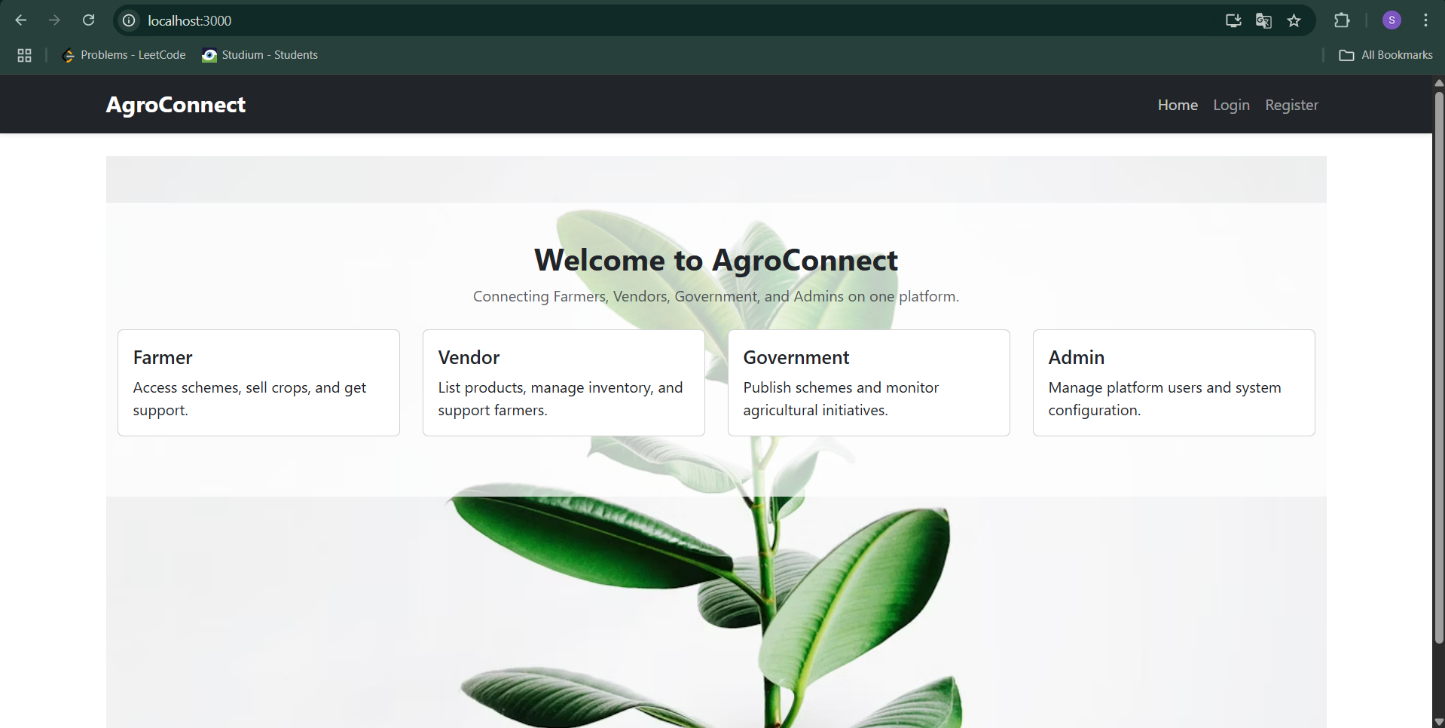 localhost:3000
S
Problems - LeetCode
Studium - Students
All Bookmarks
AgroConnect
Home Login Register
Welcome to AgroConnect
Connecting Farmers, Vendors, Government, and Admins on one platform.
Farmer
Access schemes, sell crops, and get
support.
Vendor
List products, manage inventory, and
support farmers.
Government
Publish schemes and monitor
agricultural initiatives.
Admin
Manage platform users and system
configuration.